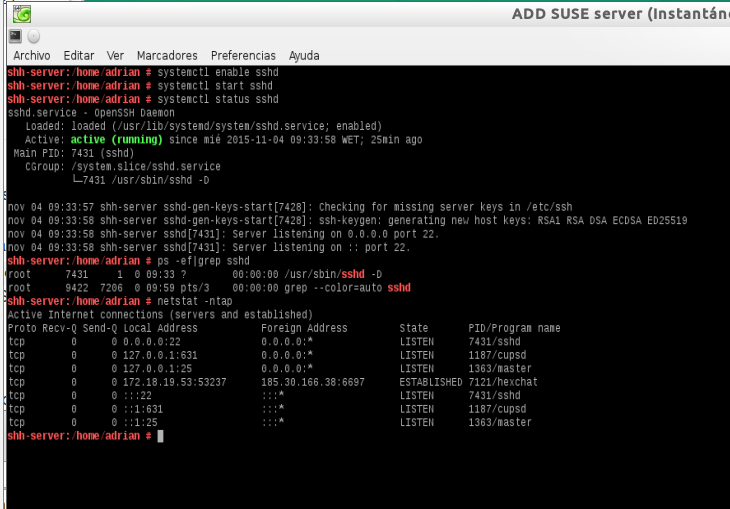 ADD SUSE server (Instantán
Archivo Editar Ver Marcadores Preferencias Ayuda
shh-server:/home/adrian # systemctl enable sshd
shh-server:/home/adrian # systemctl start sshd
shh-server:/home/adrian # systemctl status sshd
sshd.service - OpenSSH Daemon
   Loaded: loaded (/usr/lib/systemd/system/sshd.service; enabled)
   Active: active (running) since mié 2015-11-04 09:33:58 WET; 25min ago
 Main PID: 7431 (sshd)
   CGroup: /system.slice/sshd.service
           └─7431 /usr/sbin/sshd -D

nov 04 09:33:57 shh-server sshd-gen-keys-start[7428]: Checking for missing server keys in /etc/ssh
nov 04 09:33:58 shh-server sshd-gen-keys-start[7428]: ssh-keygen: generating new host keys: RSA1 RSA DSA ECDSA ED25519
nov 04 09:33:58 shh-server sshd[7431]: Server listening on 0.0.0.0 port 22.
nov 04 09:33:58 shh-server sshd[7431]: Server listening on :: port 22.
shh-server:/home/adrian # ps -ef|grep sshd
root      7431     1  0 09:33 ?        00:00:00 /usr/sbin/sshd -D
root      9422  7206  0 09:59 pts/3    00:00:00 grep --color=auto sshd
shh-server:/home/adrian # netstat -ntap
Active Internet connections (servers and established)
Proto Recv-Q Send-Q Local Address           Foreign Address         State       PID/Program name
tcp        0      0 0.0.0.0:22              0.0.0.0:*               LISTEN      7431/sshd
tcp        0      0 127.0.0.1:631           0.0.0.0:*               LISTEN      1187/cupsd
tcp        0      0 127.0.0.1:25            0.0.0.0:*               LISTEN      1363/master
tcp        0      0 172.18.19.53:53237      185.30.166.38:6697      ESTABLISHED 7121/hexchat
tcp        0      0 :::22                   :::*                    LISTEN      7431/sshd
tcp        0      0 ::1:631                 :::*                    LISTEN      1187/cupsd
tcp        0      0 ::1:25                  :::*                    LISTEN      1363/master
shh-server:/home/adrian #